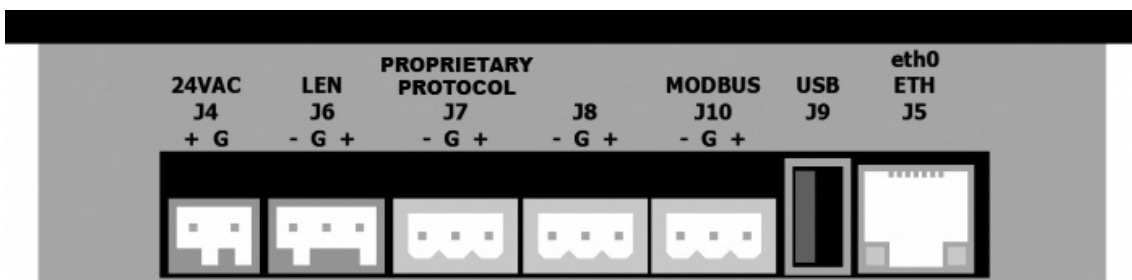 eth0
PROPRIETARY
24VAC LEN PROTOCOL MODBUS USB ETH
J4 J6 J7 J8 J10 J9 J5
+ G - G + - G + - G + - G +